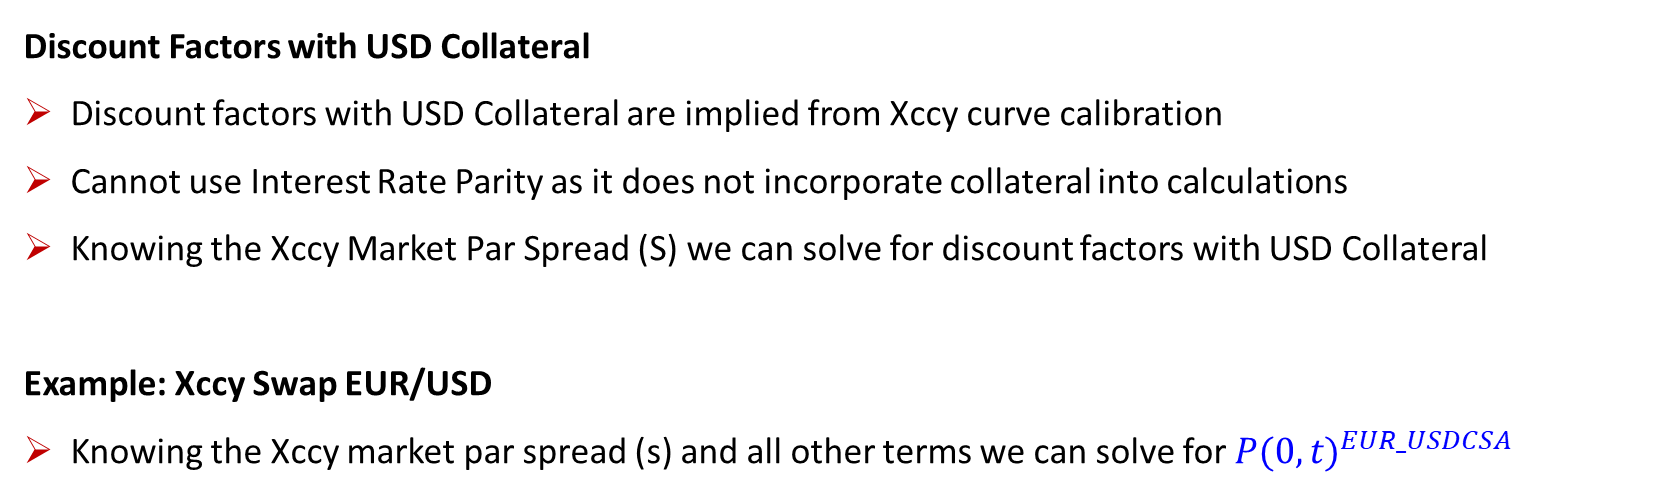 Discount Factors with USD Collateral
➢ Discount factors with USD Collateral are implied from Xccy curve calibration
➢ Cannot use Interest Rate Parity as it does not incorporate collateral into calculations
➢ Knowing the Xccy Market Par Spread (S) we can solve for discount factors with USD Collateral
Example: Xccy Swap EUR/USD
➢ Knowing the Xccy market par spread (s) and all other terms we can solve for P(0,t)^EUR_USDCSA